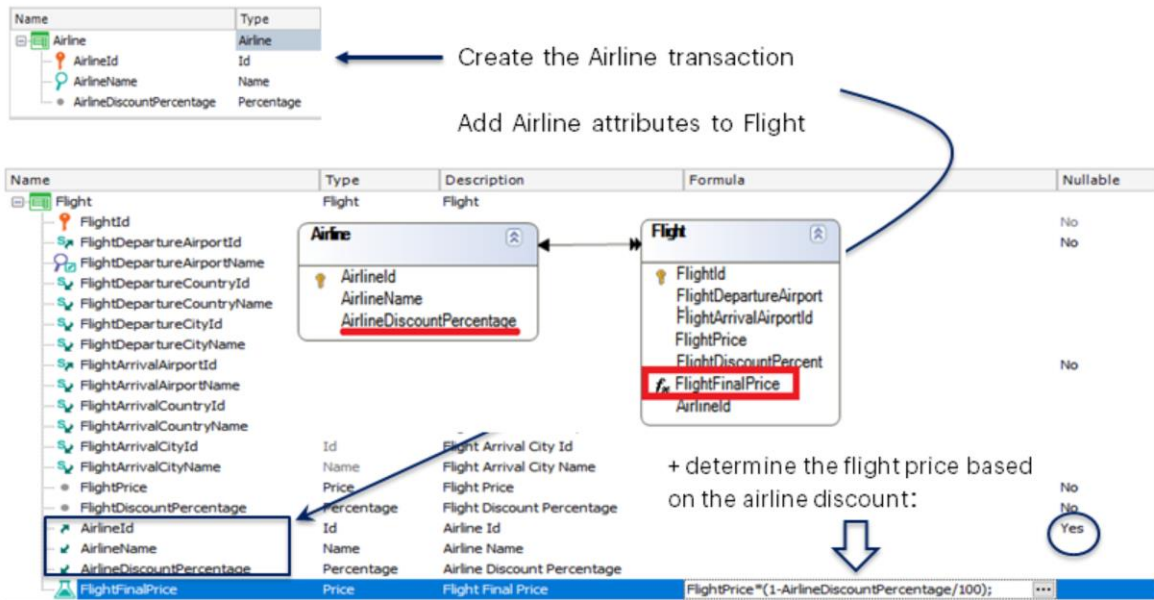 Name Type
Airline Airline
AirlineId Id
AirlineName Name
AirlineDiscountPercentage Percentage
Create the Airline transaction
Add Airline attributes to Flight
Name Type Description Formula Nullable
Flight Flight Flight
FlightId No
FlightDepartureAirportId No
FlightDepartureAirportName
FlightDepartureCountryId
FlightDepartureCountryName
FlightDepartureCityId
FlightDepartureCityName
FlightArrivalAirportId No
FlightArrivalAirportName
FlightArrivalCountryId
FlightArrivalCountryName
FlightArrivalCityId Id Flight Arrival City Id
FlightArrivalCityName Name Flight Arrival City Name
FlightPrice Price Flight Price No
FlightDiscountPercentage Percentage Flight Discount Percentage No
AirlineId Id Airline Id Yes
AirlineName Name Airline Name
AirlineDiscountPercentage Percentage Airline Discount Percentage
FlightFinalPrice Price Flight Final Price FlightPrice*(1-AirlineDiscountPercentage/100); ...
Airline
AirlineId
AirlineName
AirlineDiscountPercentage
Flight
FlightId
FlightDepartureAirport
FlightArrivalAirportId
FlightPrice
FlightDiscountPercent
fx FlightFinalPrice
AirlineId
+ determine the flight price based
on the airline discount: